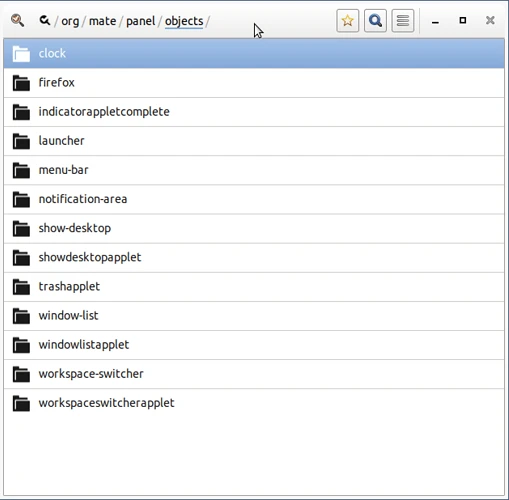 / org / mate / panel / objects /
clock
firefox
indicatorappletcomplete
launcher
menu-bar
notification-area
show-desktop
showdesktopapplet
trashapplet
window-list
windowlistapplet
workspace-switcher
workspaceswitcherapplet